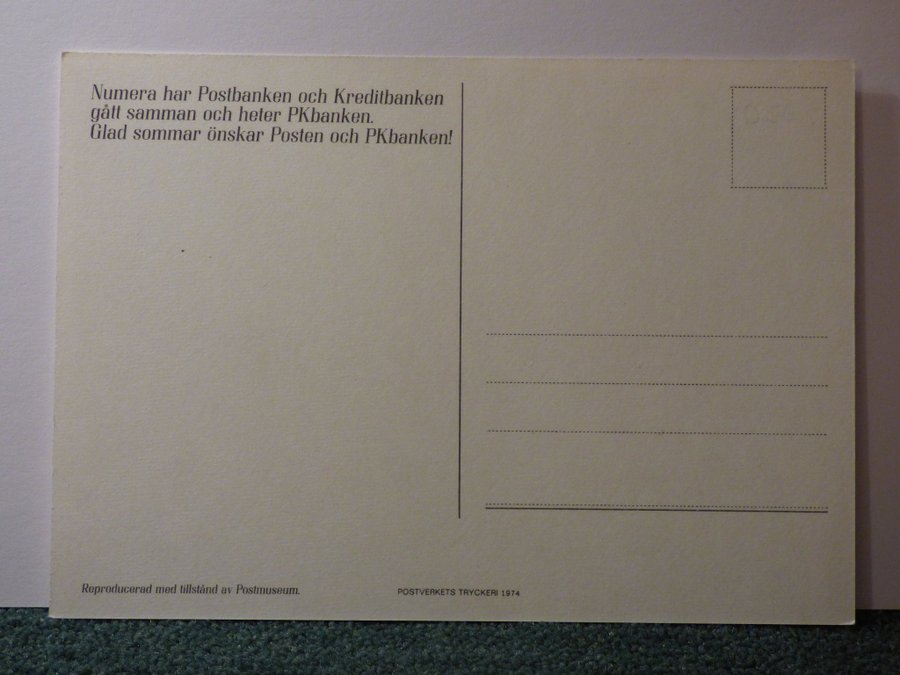 Numera har Postbanken och Kreditbanken
gått samman och heter PKbanken.
Glad sommar önskar Posten och PKbanken!
Reproducerad med tillstånd av Postmuseum.
POSTVERKETS TRYCKERI 1974